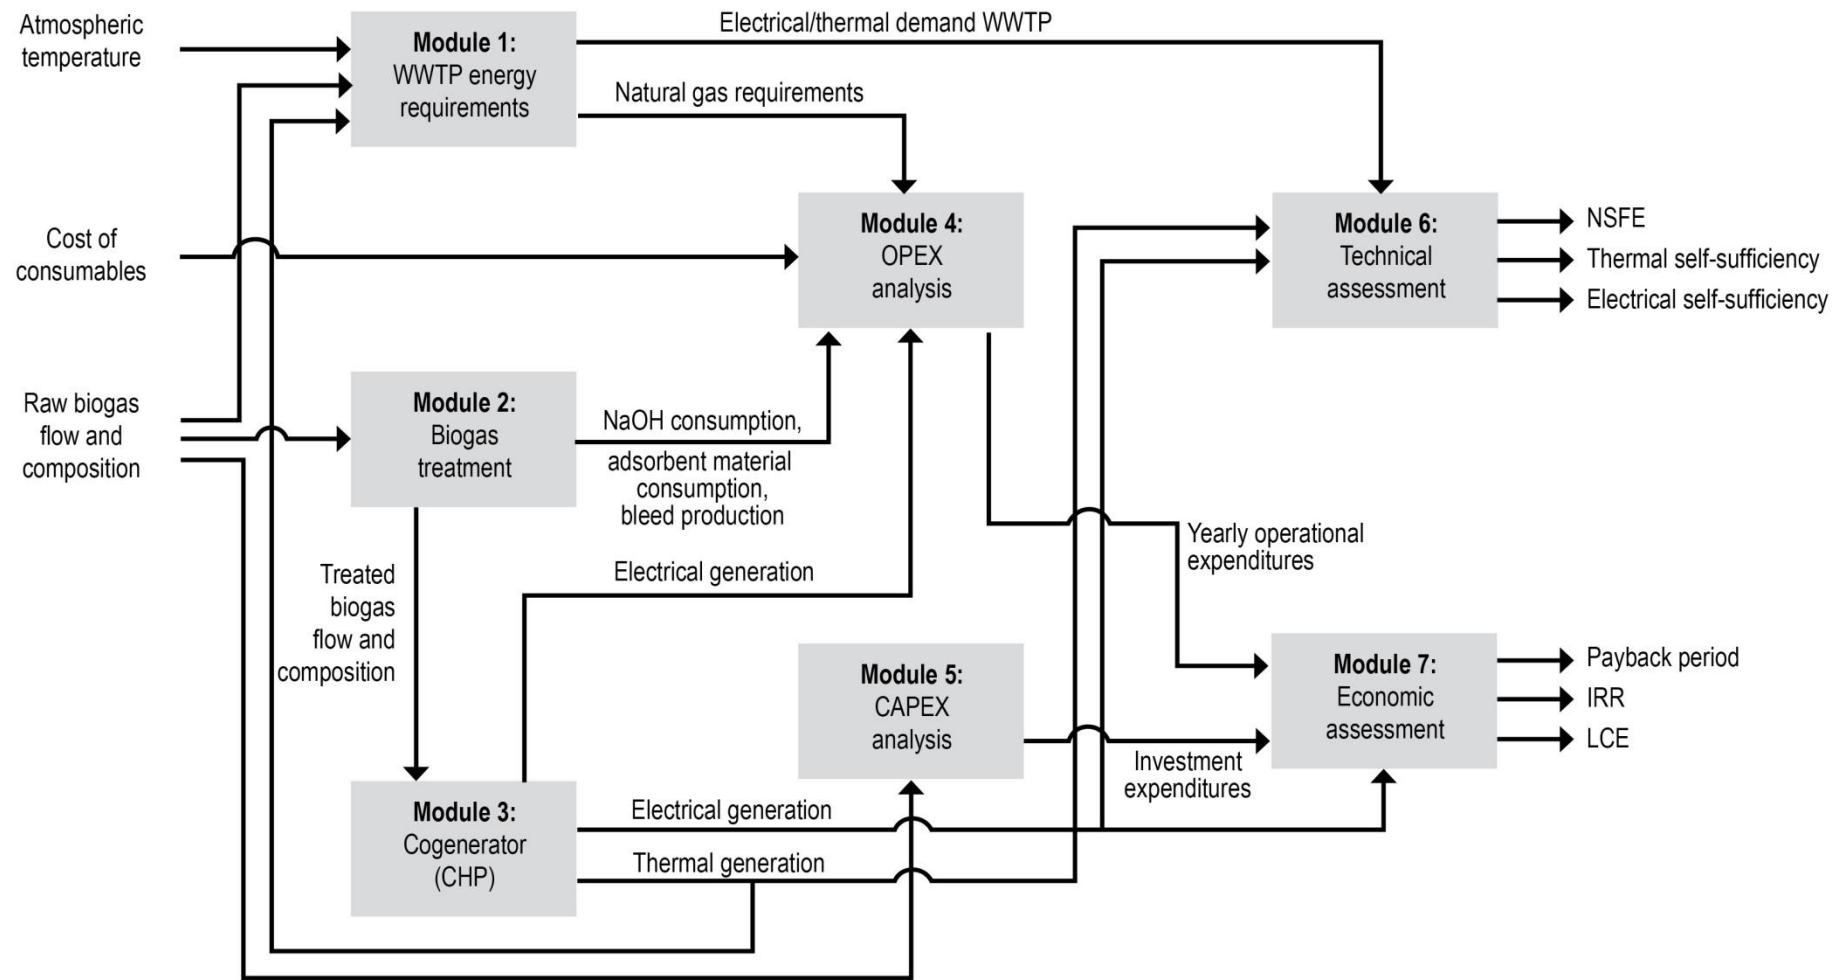 Atmospheric
temperature
Module 1:
WWTP energy
requirements
Electrical/thermal demand WWTP
Natural gas requirements
Cost of
consumables
Module 4:
OPEX
analysis
Module 6:
Technical
assessment
NSFE
Thermal self-sufficiency
Electrical self-sufficiency
Raw biogas
flow and
composition
Module 2:
Biogas
treatment
NaOH consumption,
adsorbent material
consumption,
bleed production
Treated
biogas
flow and
composition
Electrical generation
Yearly operational
expenditures
Module 5:
CAPEX
analysis
Investment
expenditures
Module 7:
Economic
assessment
Payback period
IRR
LCE
Module 3:
Cogenerator
(CHP)
Electrical generation
Thermal generation